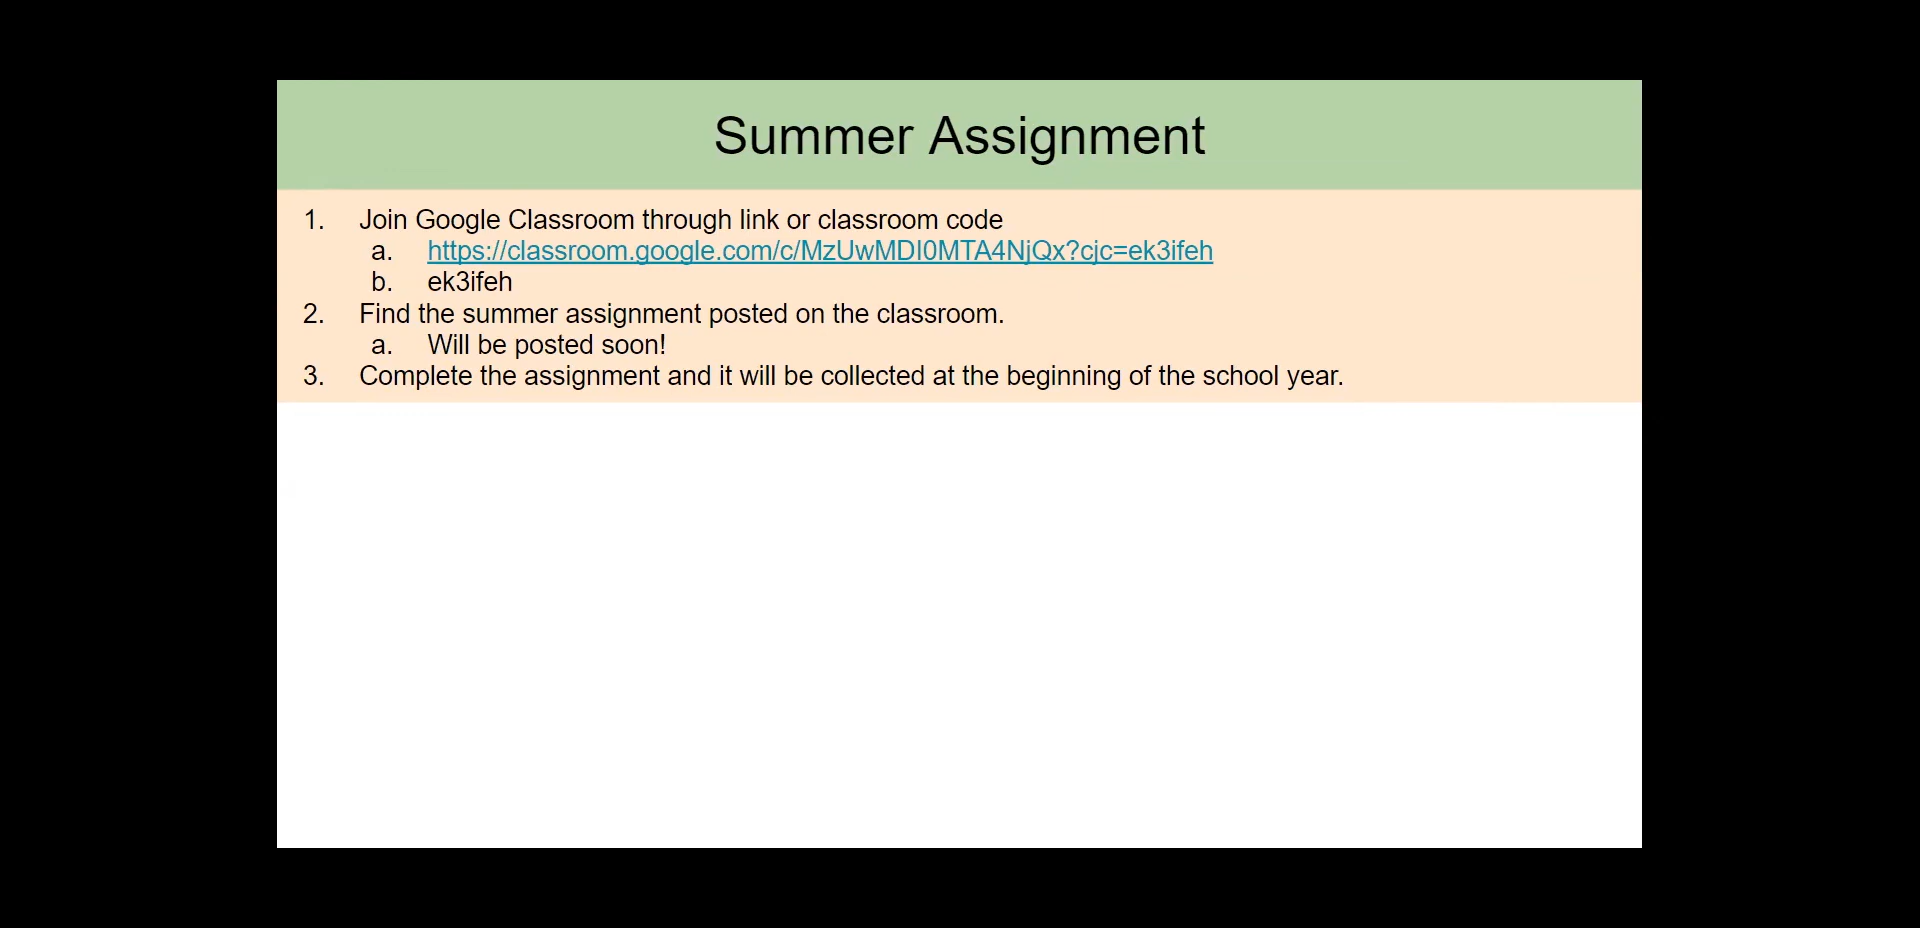 Summer Assignment
1. Join Google Classroom through link or classroom code
a. https://classroom.google.com/c/MzUwMDI0MTA4NjQx?cjc=ek3ifeh
b. ek3ifeh
2. Find the summer assignment posted on the classroom.
a. Will be posted soon!
3. Complete the assignment and it will be collected at the beginning of the school year.